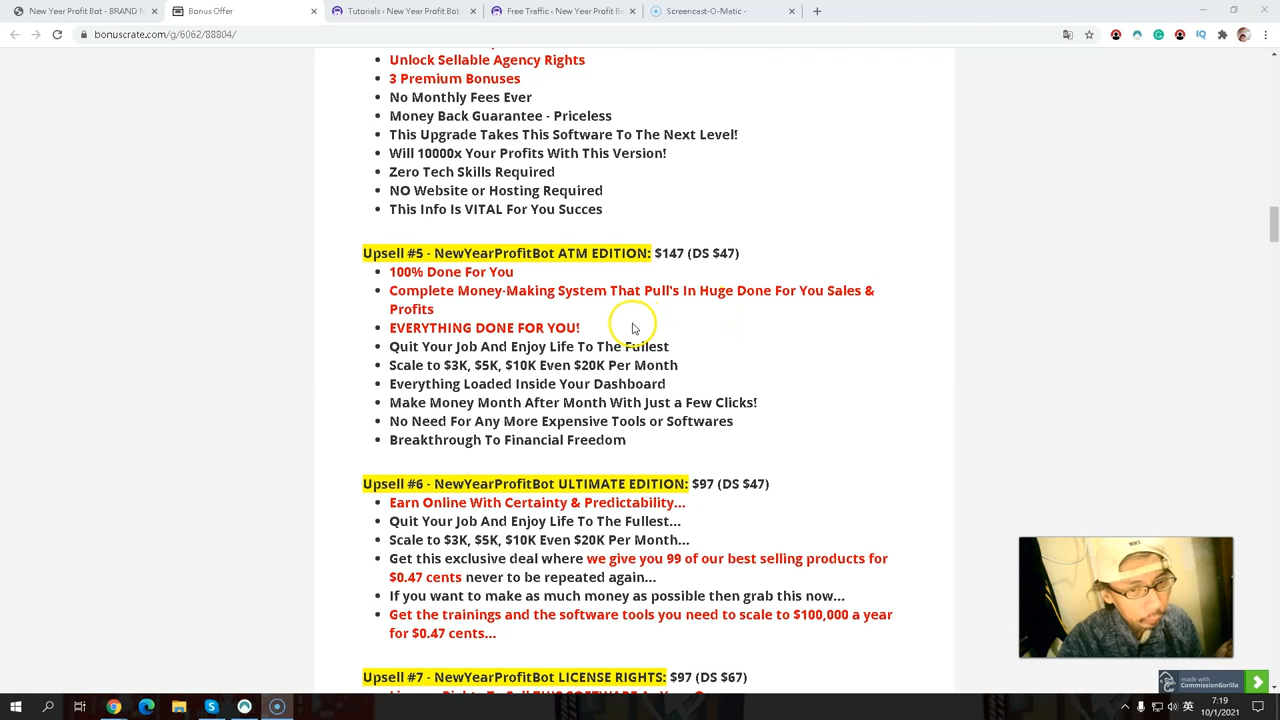 NEW YEAR Profit Bot - BRAND N
Bonus Offer
Tutorials ‹ New Year Profit Bot -
Free Traffic ‹ New Year Profit Bot
Screencast-O-Matic -
bonuscrate.com/g/6062/88804/
Unlock Sellable Agency Rights
3 Premium Bonuses
No Monthly Fees Ever
Money Back Guarantee - Priceless
This Upgrade Takes This Software To The Next Level!
Will 10000x Your Profits With This Version!
Zero Tech Skills Required
NO Website or Hosting Required
This Info Is VITAL For You Succes
Upsell #5 - NewYearProfitBot ATM EDITION: $147 (DS $47)
100% Done For You
Complete Money-Making System That Pull's In Huge Done For You Sales &
Profits
EVERYTHING DONE FOR YOU!
Quit Your Job And Enjoy Life To The Fullest
Scale to $3K, $5K, $10K Even $20K Per Month
Everything Loaded Inside Your Dashboard
Make Money Month After Month With Just a Few Clicks!
No Need For Any More Expensive Tools or Softwares
Breakthrough To Financial Freedom
Upsell #6 - NewYearProfitBot ULTIMATE EDITION: $97 (DS $47)
Earn Online With Certainty & Predictability...
Quit Your Job And Enjoy Life To The Fullest...
Scale to $3K, $5K, $10K Even $20K Per Month...
Get this exclusive deal where we give you 99 of our best selling products for
$0.47 cents never to be repeated again...
If you want to make as much money as possible then grab this now...
Get the trainings and the software tools you need to scale to $100,000 a year
for $0.47 cents...
Upsell #7 - NewYearProfitBot LICENSE RIGHTS: $97 (DS $67)
made with
CommissionGorilla
英
7:19
10/1/2021